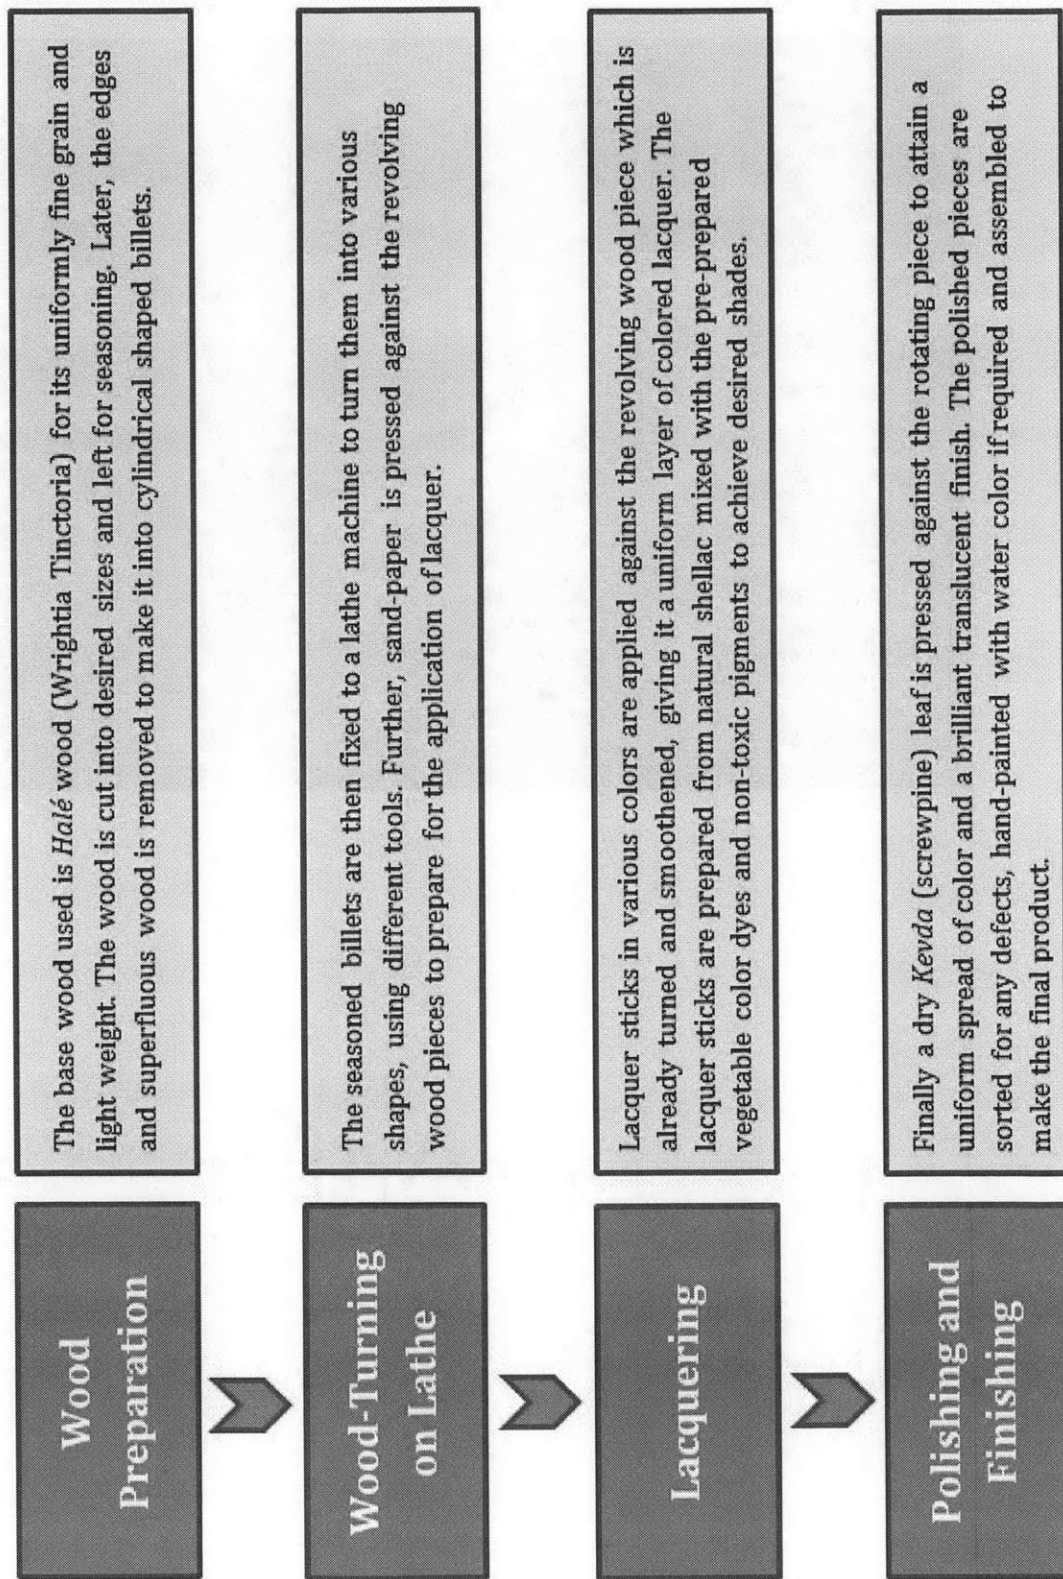 Wood
Preparation
The base wood used is Halé wood (Wrightia Tinctoria) for its uniformly fine grain and
light weight. The wood is cut into desired sizes and left for seasoning. Later, the edges
and superfluous wood is removed to make it into cylindrical shaped billets.
Wood-Turning
on Lathe
The seasoned billets are then fixed to a lathe machine to turn them into various
shapes, using different tools. Further, sand-paper is pressed against the revolving
wood pieces to prepare for the application of lacquer.
Lacquering
Lacquer sticks in various colors are applied against the revolving wood piece which is
already turned and smoothened, giving it a uniform layer of colored lacquer. The
lacquer sticks are prepared from natural shellac mixed with the pre-prepared
vegetable color dyes and non-toxic pigments to achieve desired shades.
Polishing and
Finishing
Finally a dry Kevda (screwpine) leaf is pressed against the rotating piece to attain a
uniform spread of color and a brilliant translucent finish. The polished pieces are
sorted for any defects, hand-painted with water color if required and assembled to
make the final product.